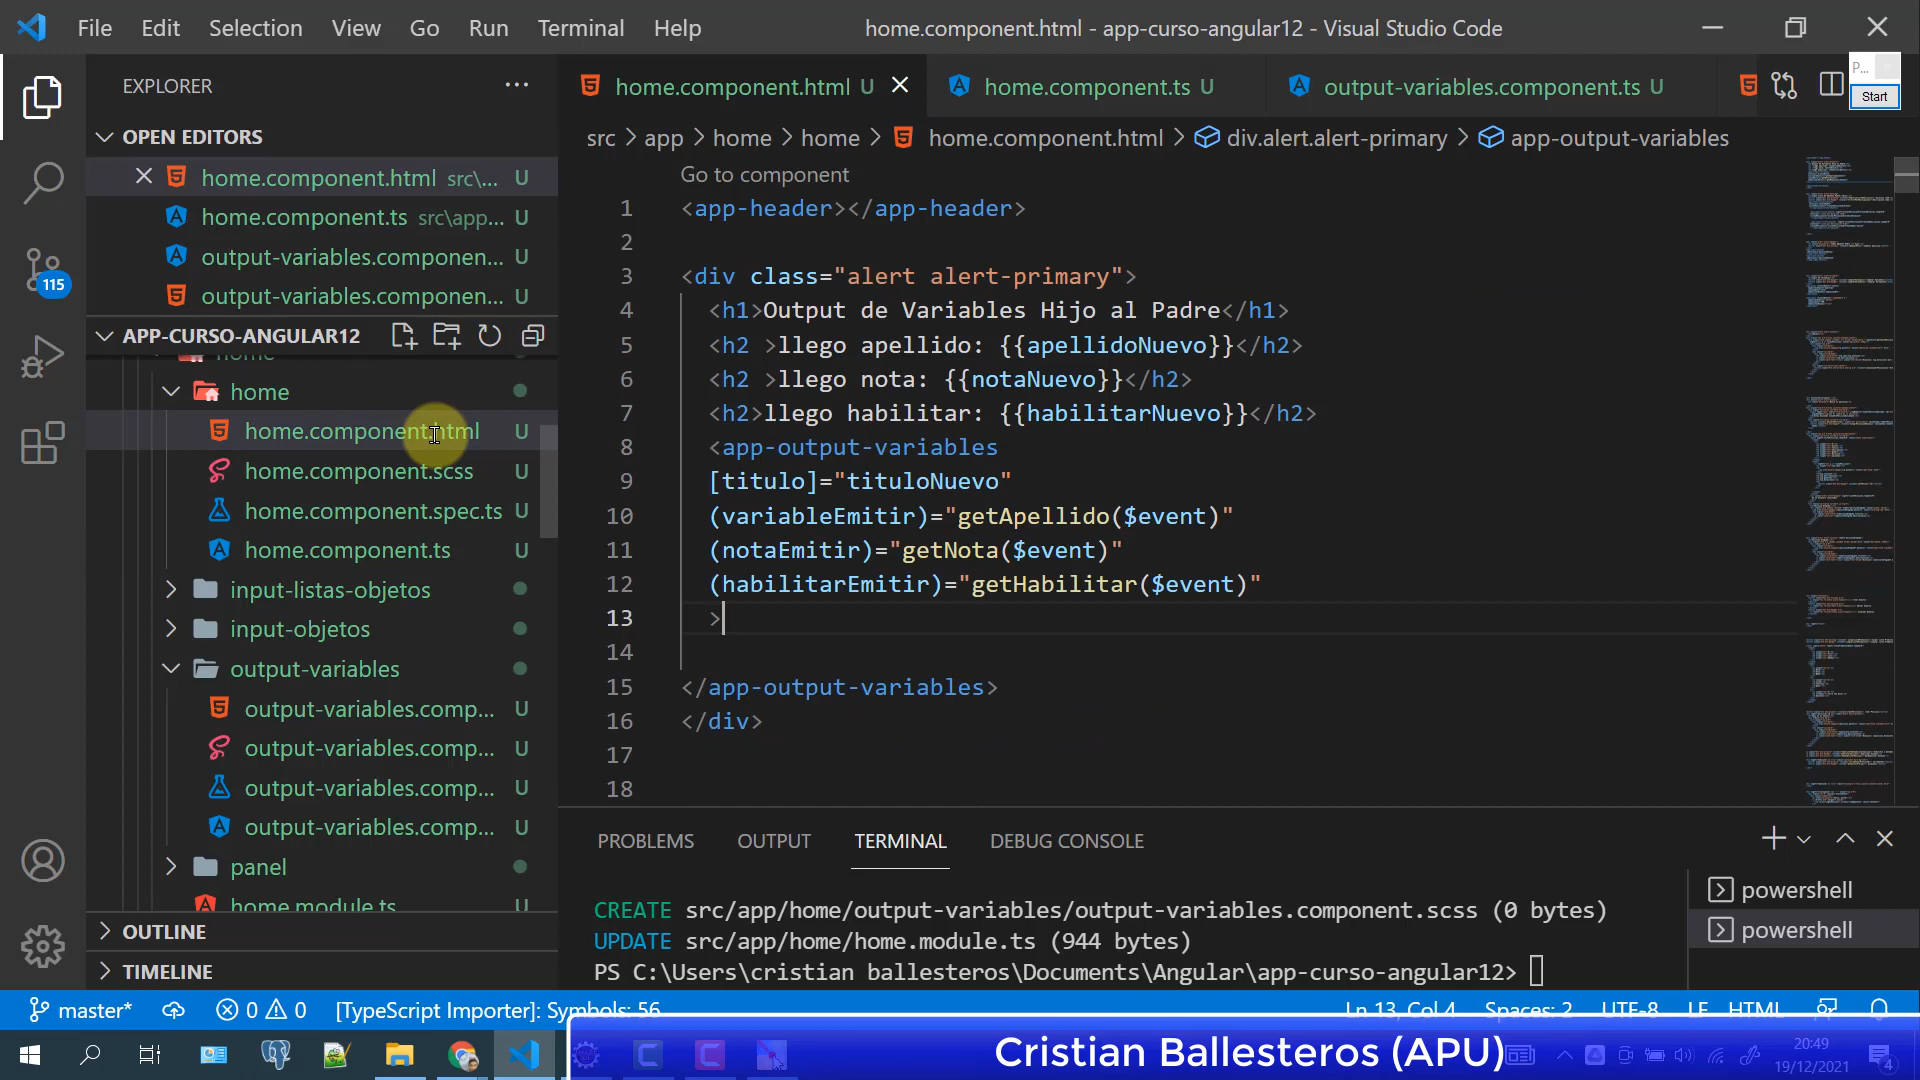 File Edit Selection View Go Run Terminal Help
home.component.html - app-curso-angular12 - Visual Studio Code
EXPLORER
OPEN EDITORS
home.component.html src\... U
home.component.ts src\app... U
output-variables.componen... U
output-variables.componen... U
APP-CURSO-ANGULAR12
home
home
home.component.html U
home.component.scss U
home.component.spec.ts U
home.component.ts U
input-listas-objetos
input-objetos
output-variables
output-variables.comp... U
output-variables.comp... U
output-variables.comp... U
output-variables.comp... U
panel
home.module.ts U
OUTLINE
TIMELINE
home.component.html U
home.component.ts U
output-variables.component.ts U
P...
Start
src > app > home > home > home.component.html > div.alert.alert-primary > app-output-variables
Go to component
1 <app-header></app-header>
2
3 <div class="alert alert-primary">
4 <h1>Output de Variables Hijo al Padre</h1>
5 <h2 >llego apellido: {{apellidoNuevo}}</h2>
6 <h2 >llego nota: {{notaNuevo}}</h2>
7 <h2>llego habilitar: {{habilitarNuevo}}</h2>
8 <app-output-variables
9 [titulo]="tituloNuevo"
10 (variableEmitir)="getApellido($event)"
11 (notaEmitir)="getNota($event)"
12 (habilitarEmitir)="getHabilitar($event)"
13 >
14
15 </app-output-variables>
16 </div>
17
18
PROBLEMS OUTPUT TERMINAL DEBUG CONSOLE
CREATE src/app/home/output-variables/output-variables.component.scss (0 bytes)
UPDATE src/app/home/home.module.ts (944 bytes)
PS C:\Users\cristian ballesteros\Documents\Angular\app-curso-angular12>
powershell
powershell
115
master* 0 0 [TypeScript Importer]: Symbols: 56
Ln 13, Col 4 Spaces: 2 UTF-8 LF HTML
Cristian Ballesteros (APU)
20:49
19/12/2021
4